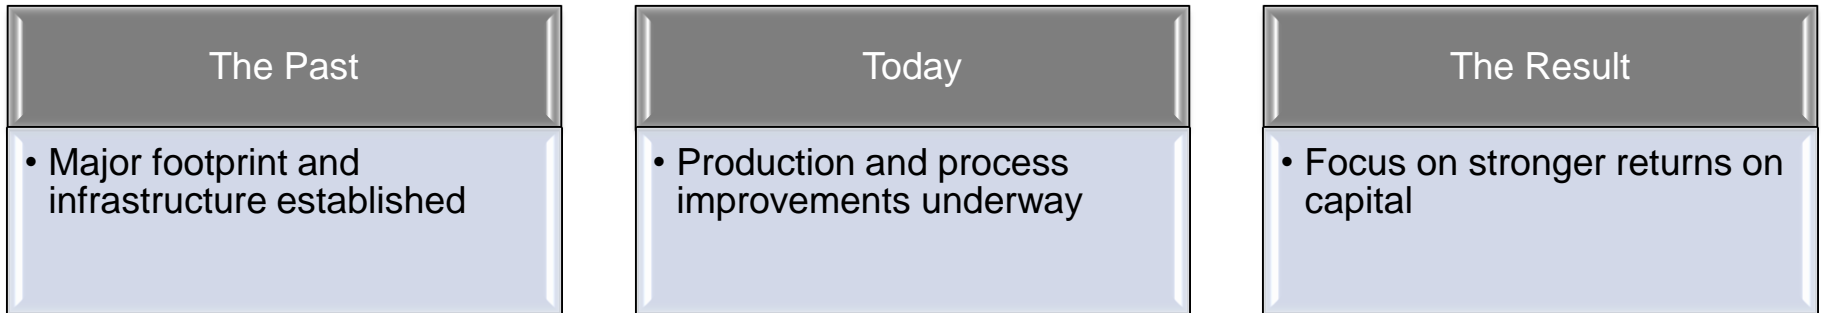 The Past
• Major footprint and
infrastructure established
Today
• Production and process
improvements underway
The Result
• Focus on stronger returns on
capital